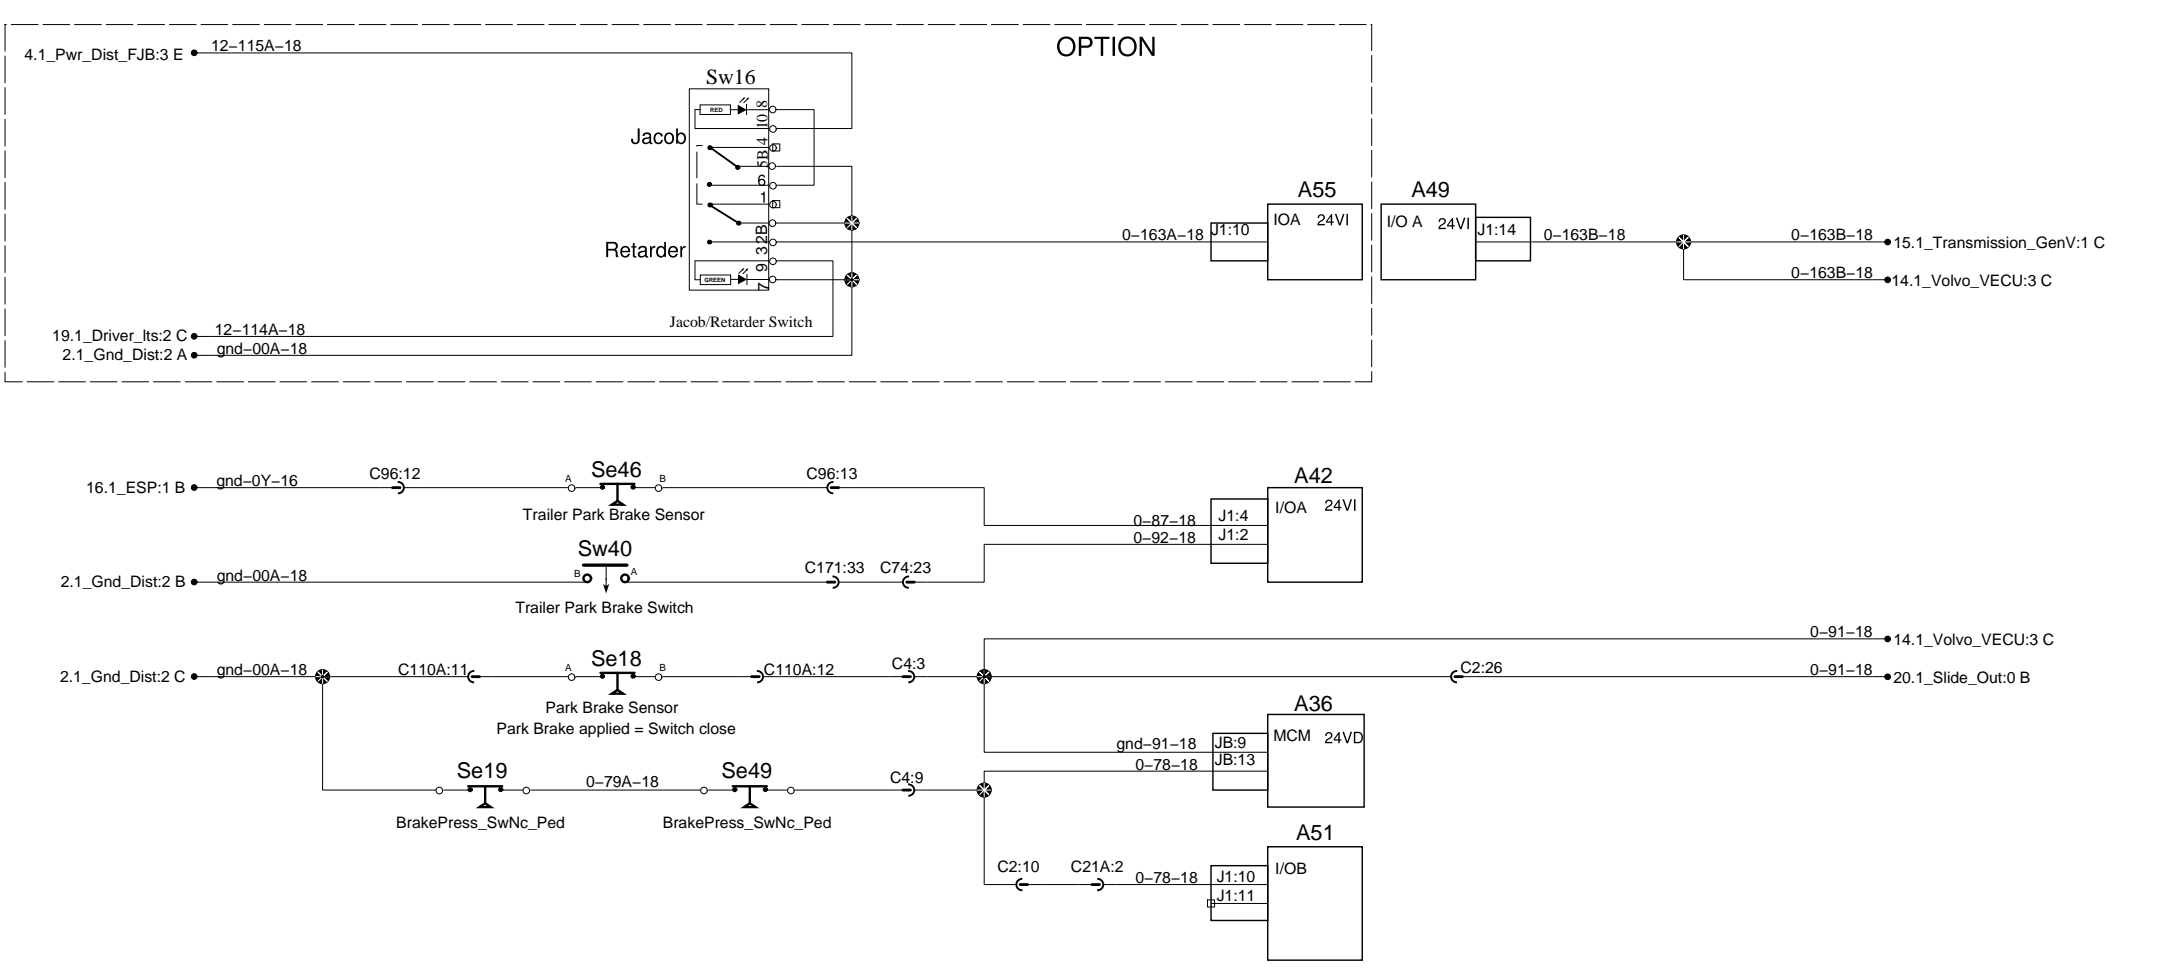 OPTION
4.1_Pwr_Dist_FJB:3 E
12-115A-18
Sw16
RED
8
10
Jacob
4
5B
6
1
2B
Retarder
3
9
GREEN
7
Jacob/Retarder Switch
0-163A-18
J1:10
A55
IOA 24VI
A49
I/O A 24VI
J1:14
0-163B-18
0-163B-18
15.1_Transmission_GenV:1 C
0-163B-18
14.1_Volvo_VECU:3 C
19.1_Driver_lts:2 C
12-114A-18
2.1_Gnd_Dist:2 A
gnd-00A-18
16.1_ESP:1 B
gnd-0Y-16
C96:12
A
Se46
B
C96:13
Trailer Park Brake Sensor
A42
I/OA 24VI
0-87-18
J1:4
0-92-18
J1:2
2.1_Gnd_Dist:2 B
gnd-00A-18
Sw40
B
A
C171:33
C74:23
Trailer Park Brake Switch
0-91-18
14.1_Volvo_VECU:3 C
2.1_Gnd_Dist:2 C
gnd-00A-18
C110A:11
A
Se18
B
C110A:12
C4:3
C2:26
0-91-18
20.1_Slide_Out:0 B
Park Brake Sensor
Park Brake applied = Switch close
A36
MCM 24VD
gnd-91-18
JB:9
0-78-18
JB:13
Se19
0-79A-18
Se49
C4:9
BrakePress_SwNc_Ped
BrakePress_SwNc_Ped
A51
I/OB
C2:10
C21A:2
0-78-18
J1:10
J1:11